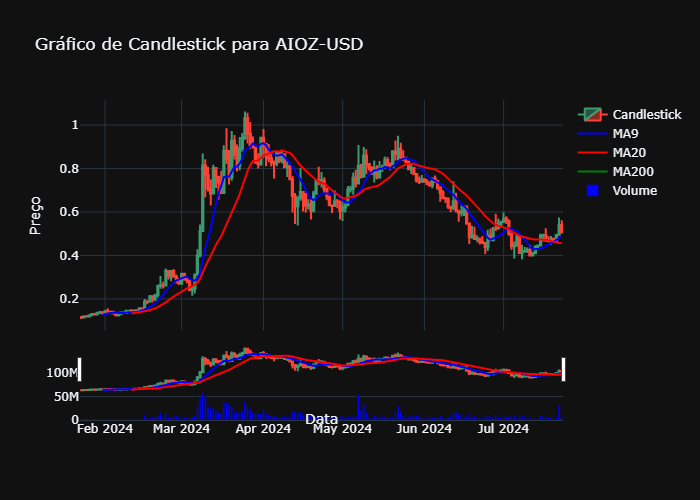 Gráfico de Candlestick para AIOZ-USD
Candlestick
MA9
MA20
MA200
Volume
Preço
1
0.8
0.6
0.4
0.2
100M
50M
0
Data
Feb 2024
Mar 2024
Apr 2024
May 2024
Jun 2024
Jul 2024